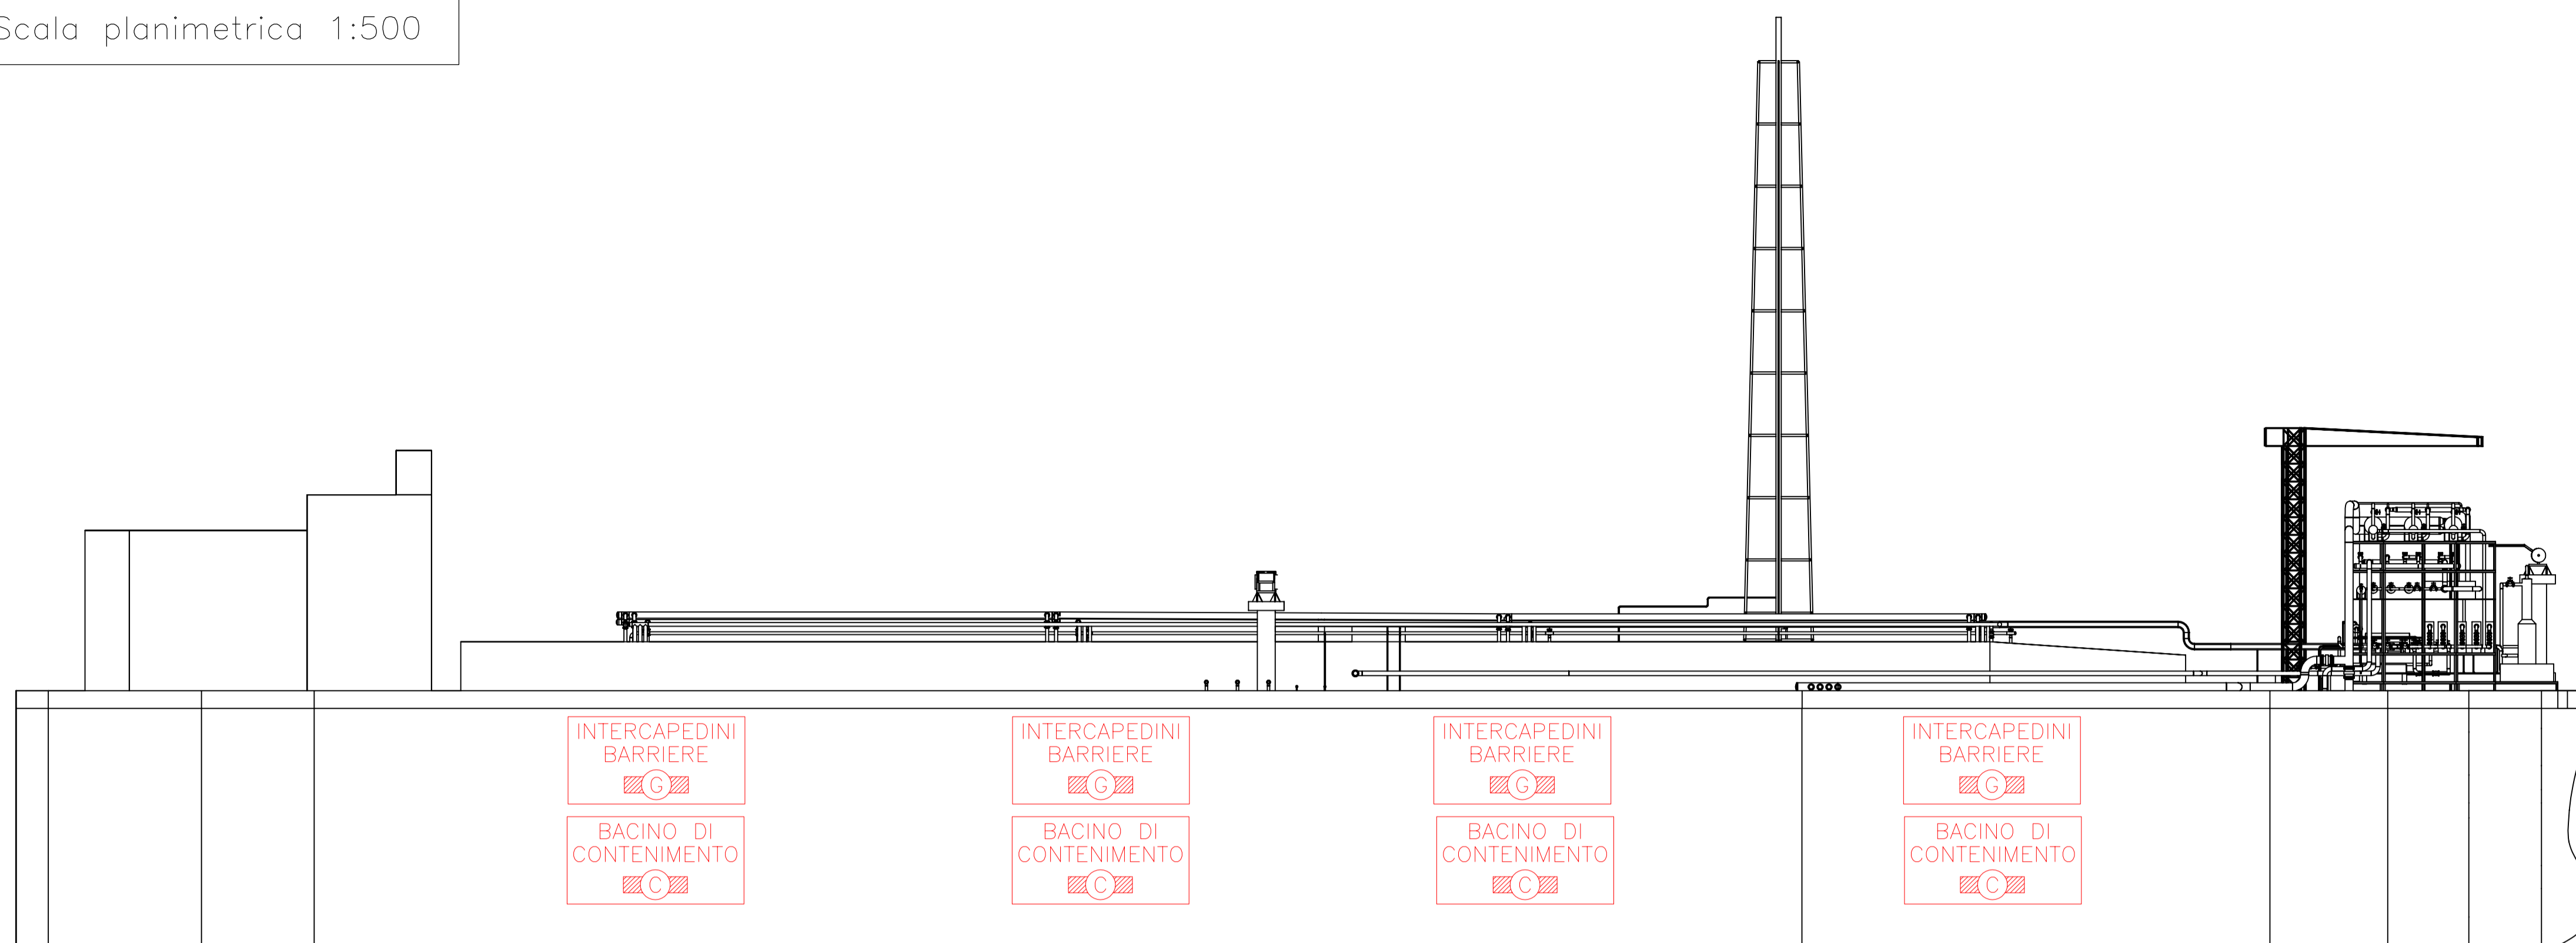 Scala planimetrica 1:500
INTERCAPEDINI
BARRIERE
G
INTERCAPEDINI
BARRIERE
G
INTERCAPEDINI
BARRIERE
G
INTERCAPEDINI
BARRIERE
G
BACINO DI
CONTENIMENTO
C
BACINO DI
CONTENIMENTO
C
BACINO DI
CONTENIMENTO
C
BACINO DI
CONTENIMENTO
C